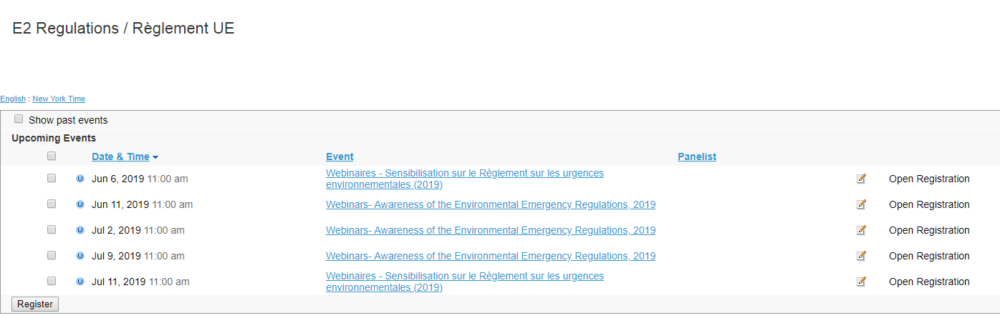 E2 Regulations / Règlement UE
English : New York Time
Show past events
Upcoming Events
Date & Time Event Panelist
U Jun 6, 2019 11:00 am Webinaires - Sensibilisation sur le Règlement sur les urgences
environnementales (2019) Open Registration
U Jun 11, 2019 11:00 am Webinars- Awareness of the Environmental Emergency Regulations, 2019 Open Registration
U Jul 2, 2019 11:00 am Webinars- Awareness of the Environmental Emergency Regulations, 2019 Open Registration
U Jul 9, 2019 11:00 am Webinars- Awareness of the Environmental Emergency Regulations, 2019 Open Registration
U Jul 11, 2019 11:00 am Webinaires - Sensibilisation sur le Règlement sur les urgences
environnementales (2019) Open Registration
Register